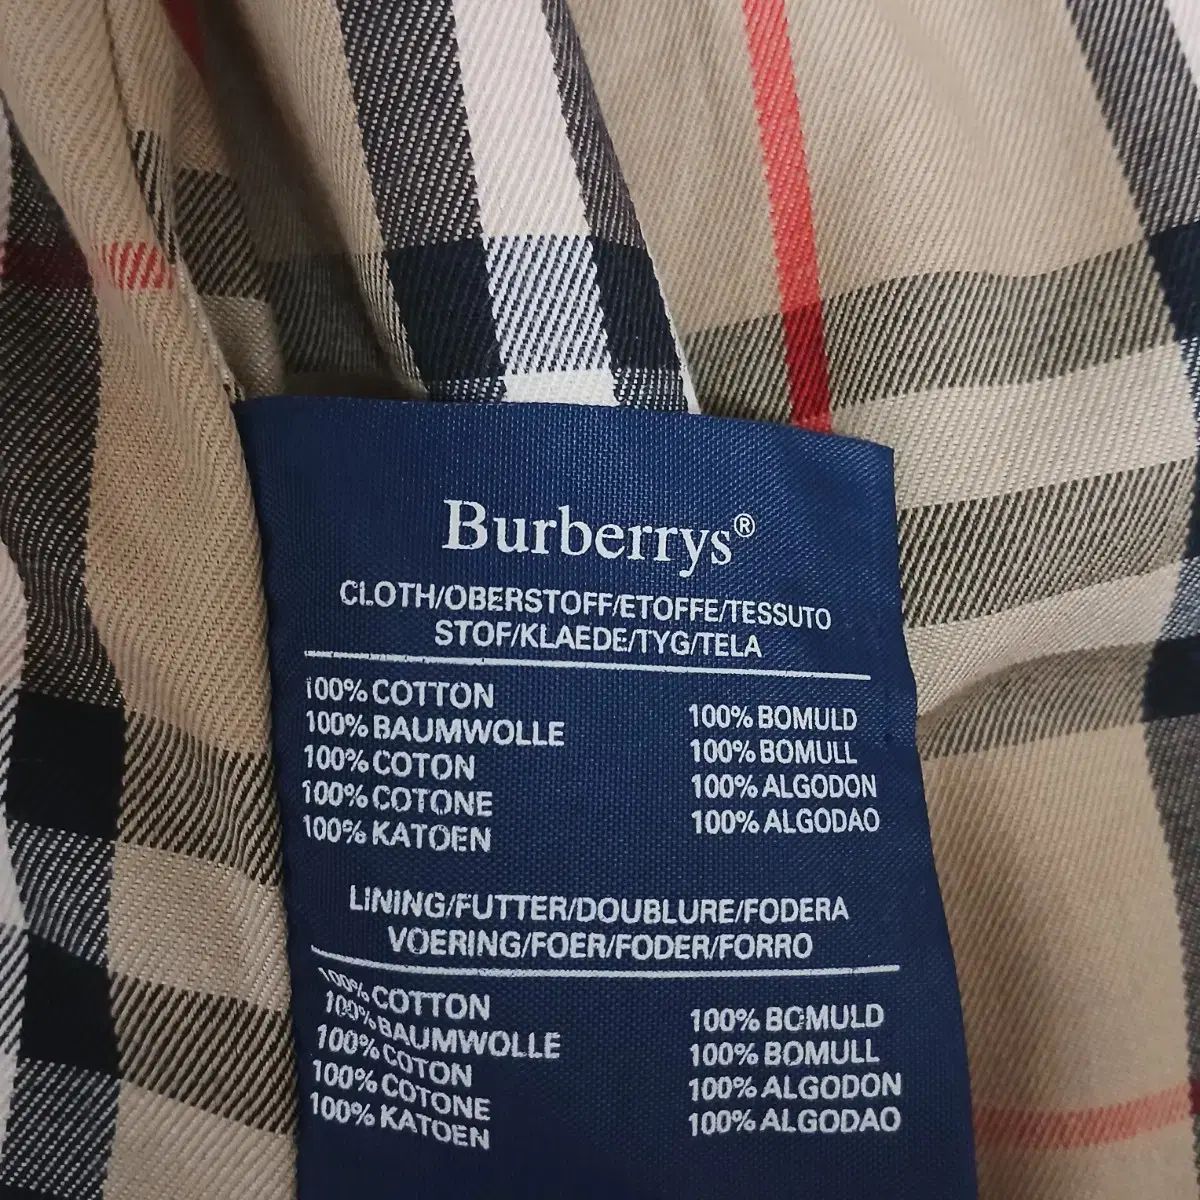 Burberrys®
CLOTH/OBERSTOFF/ETOFFE/TESSUTO
STOF/KLAEDE/TYG/TELA
100% COTTON
100% BAUMWOLLE
100% COTON
100% COTONE
100% KATOEN
100% BOMULD
100% BOMULL
100% ALGODON
100% ALGODAO
LINING/FUTTER/DOUBLURE/FODERA
VOERING/FOER/FODER/FORRO
100% COTTON
100% BAUMWOLLE
100% COTON
100% COTONE
100% KATOEN
100% BOMULD
100% BOMULL
100% ALGODON
100% ALGODAO